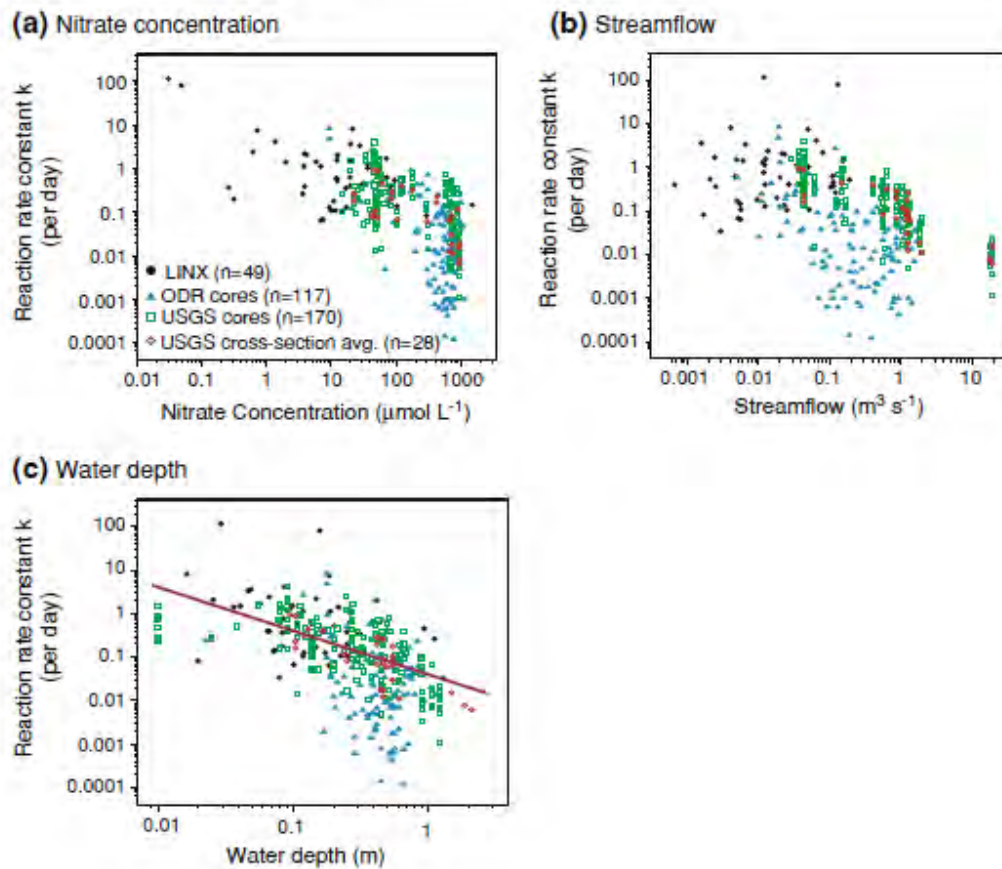 (a) Nitrate concentration
Reaction rate constant k
(per day)
100
10
1
0.1
0.01
0.001
0.0001
LINX (n=49)
ODR cores (n=117)
USGS cores (n=170)
USGS cross-section avg. (n=28)
0.01 0.1 1 10 100 1000
Nitrate Concentration (μmol L⁻¹)
(b) Streamflow
Reaction rate constant k
(per day)
100
10
1
0.1
0.01
0.001
0.0001
0.001 0.01 0.1 1 10
Streamflow (m³ s⁻¹)
(c) Water depth
Reaction rate constant k
(per day)
100
10
1
0.1
0.01
0.001
0.0001
0.01 0.1 1
Water depth (m)